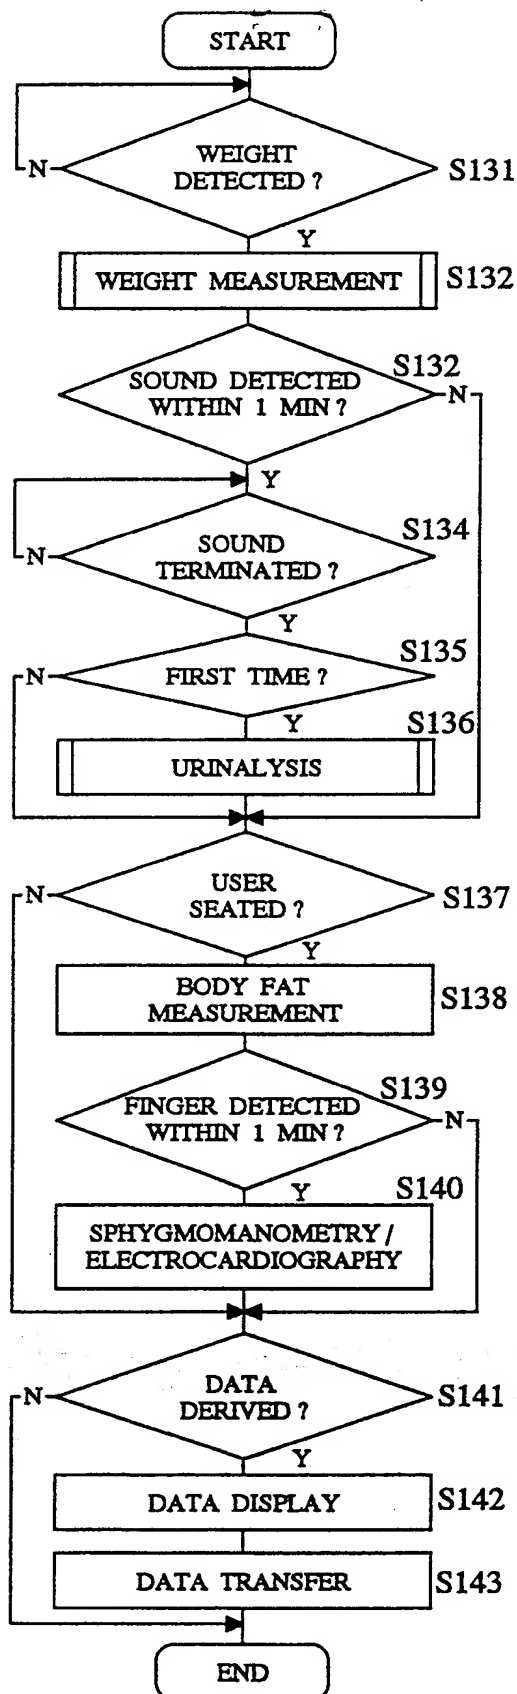 START
WEIGHT
DETECTED ?
N
S131
Y
WEIGHT MEASUREMENT
S132
S132
SOUND DETECTED
WITHIN 1 MIN ?
N
Y
S134
SOUND
TERMINATED ?
N
Y
S135
FIRST TIME ?
N
Y
S136
URINALYSIS
USER
SEATED ?
N
S137
Y
BODY FAT
MEASUREMENT
S138
S139
FINGER DETECTED
WITHIN 1 MIN ?
N
Y
S140
SPHYGMOMANOMETRY /
ELECTROCARDIOGRAPHY
DATA
DERIVED ?
N
S141
Y
DATA DISPLAY
S142
DATA TRANSFER
S143
END